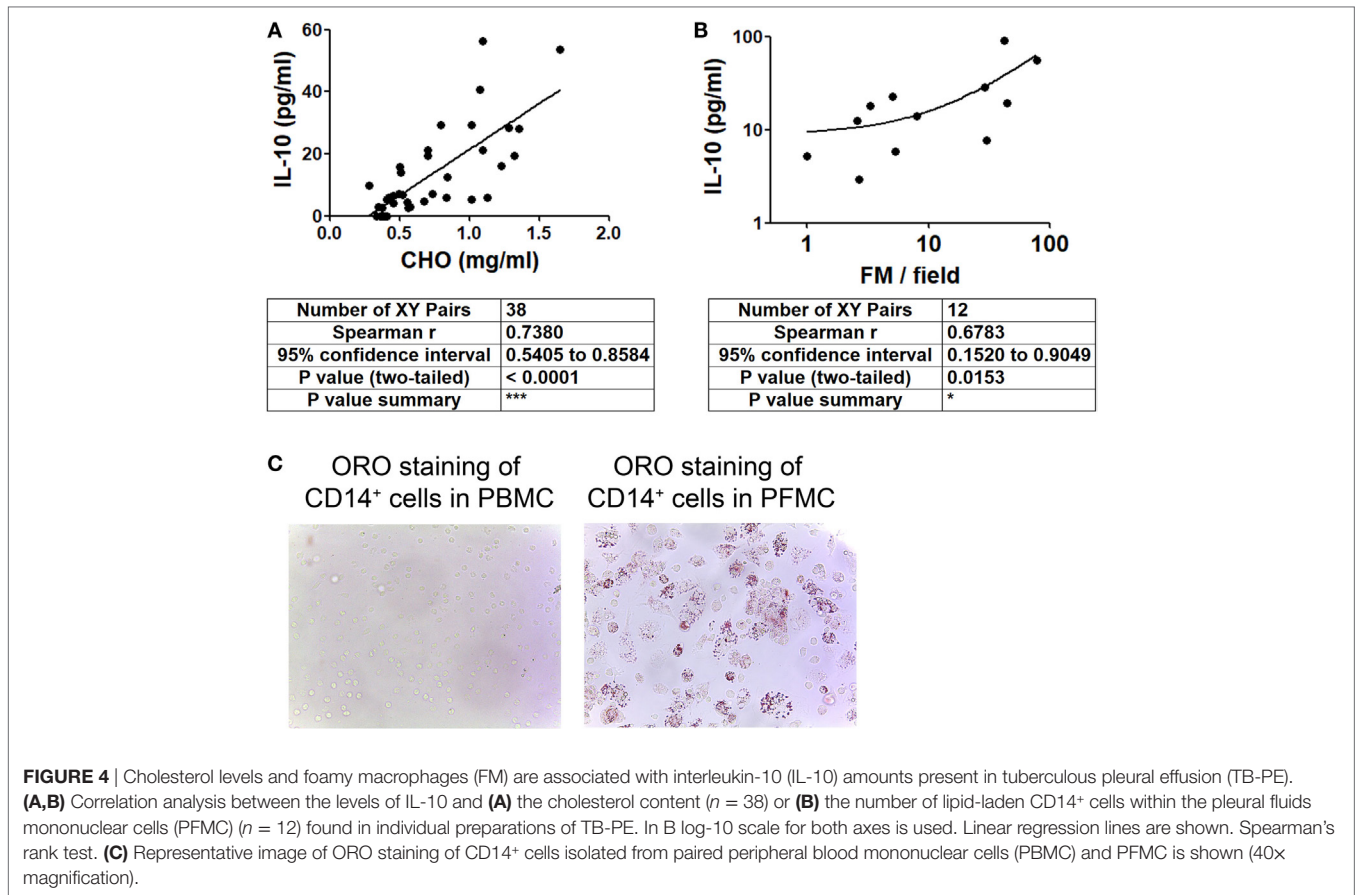 A
60
40
20
0
IL-10 (pg/ml)
0.0 0.5 1.0 1.5 2.0
CHO (mg/ml)
B
100
10
1
IL-10 (pg/ml)
1 10 100
FM / field
Number of XY Pairs 38
Spearman r 0.7380
95% confidence interval 0.5405 to 0.8584
P value (two-tailed) < 0.0001
P value summary ***
Number of XY Pairs 12
Spearman r 0.6783
95% confidence interval 0.1520 to 0.9049
P value (two-tailed) 0.0153
P value summary *
C
ORO staining of
CD14⁺ cells in PBMC
ORO staining of
CD14⁺ cells in PFMC
FIGURE 4 | Cholesterol levels and foamy macrophages (FM) are associated with interleukin-10 (IL-10) amounts present in tuberculous pleural effusion (TB-PE).
(A,B) Correlation analysis between the levels of IL-10 and (A) the cholesterol content (n = 38) or (B) the number of lipid-laden CD14⁺ cells within the pleural fluids
mononuclear cells (PFMC) (n = 12) found in individual preparations of TB-PE. In B log-10 scale for both axes is used. Linear regression lines are shown. Spearman's
rank test. (C) Representative image of ORO staining of CD14⁺ cells isolated from paired peripheral blood mononuclear cells (PBMC) and PFMC is shown (40×
magnification).